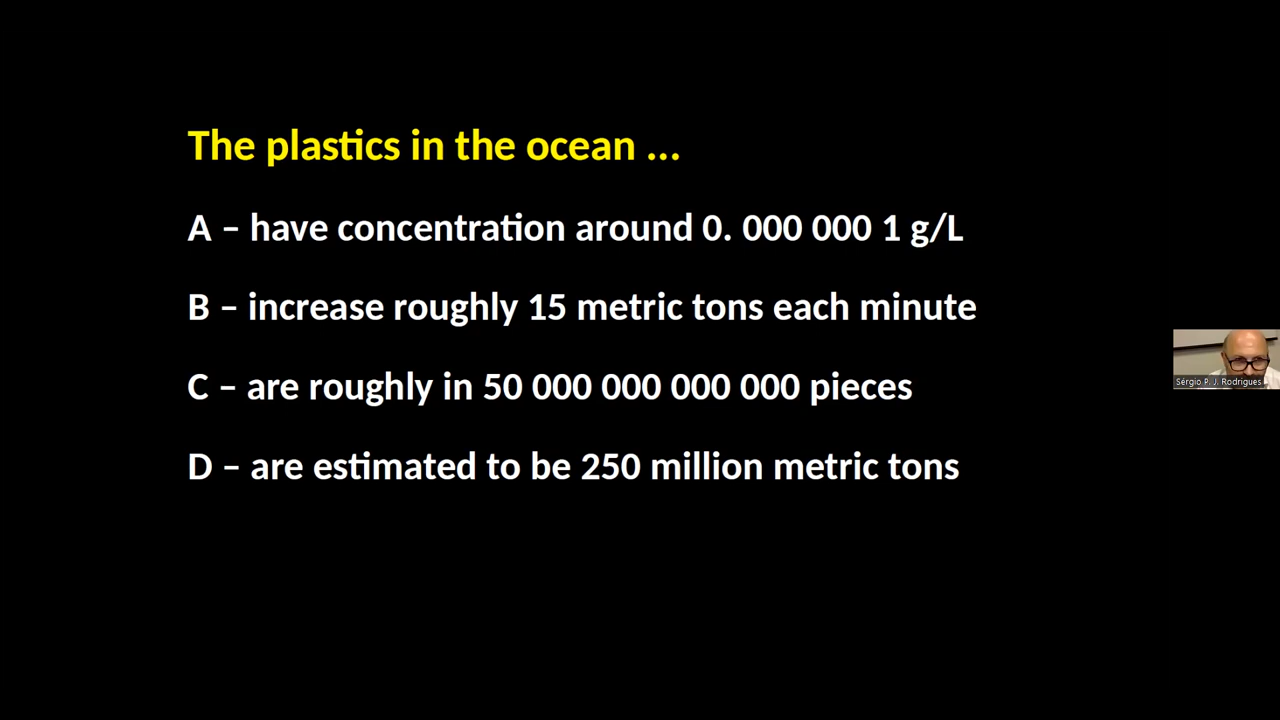 The plastics in the ocean ...
A – have concentration around 0. 000 000 1 g/L
B – increase roughly 15 metric tons each minute
C – are roughly in 50 000 000 000 000 pieces
D – are estimated to be 250 million metric tons
Sérgio P. J. Rodrigues